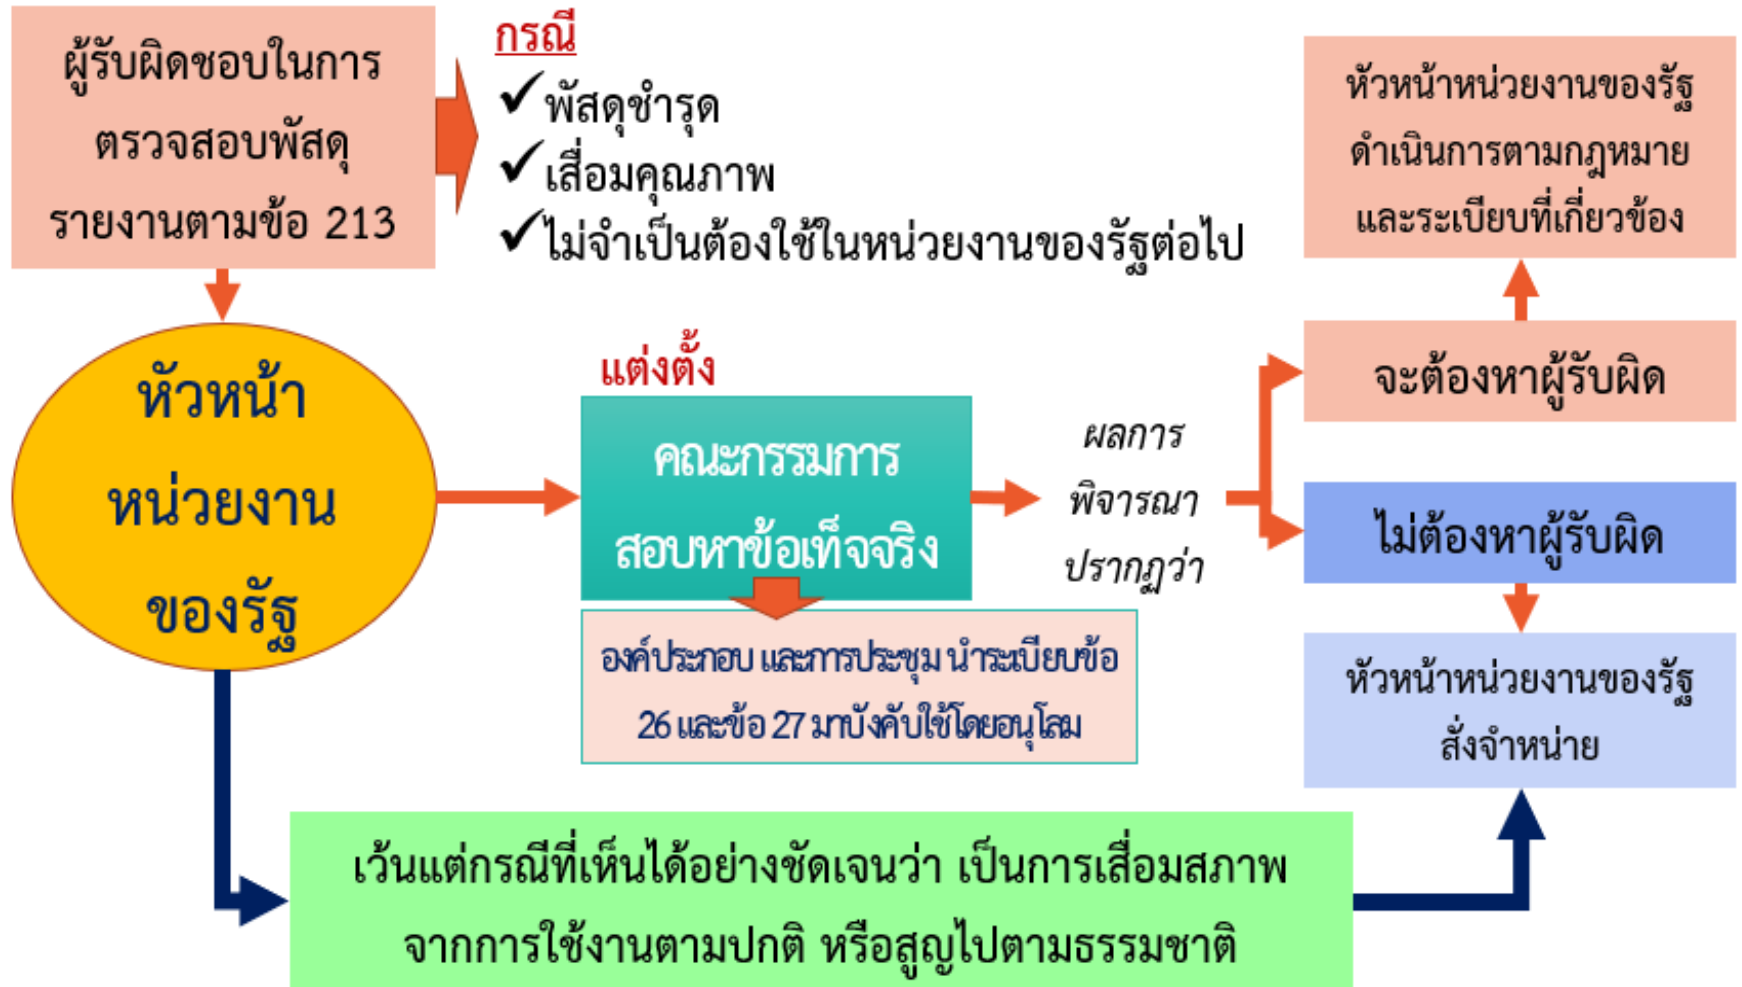 ผู้รับผิดชอบในการ
ตรวจสอบพัสดุ
รายงานตามข้อ 213
กรณี
✓พัสดุชำรุด
✓เสื่อมคุณภาพ
✓ไม่จำเป็นต้องใช้ในหน่วยงานของรัฐต่อไป
หัวหน้าหน่วยงานของรัฐ
ดำเนินการตามกฎหมาย
และระเบียบที่เกี่ยวข้อง
หัวหน้า
หน่วยงาน
ของรัฐ
แต่งตั้ง
คณะกรรมการ
สอบหาข้อเท็จจริง
องค์ประกอบ และการประชุม นำระเบียบข้อ
26 และข้อ 27 มาบังคับใช้โดยอนุโลม
ผลการ
พิจารณา
ปรากฏว่า
จะต้องหาผู้รับผิด
ไม่ต้องหาผู้รับผิด
หัวหน้าหน่วยงานของรัฐ
สั่งจำหน่าย
เว้นแต่กรณีที่เห็นได้อย่างชัดเจนว่า เป็นการเสื่อมสภาพ
จากการใช้งานตามปกติ หรือสูญไปตามธรรมชาติ